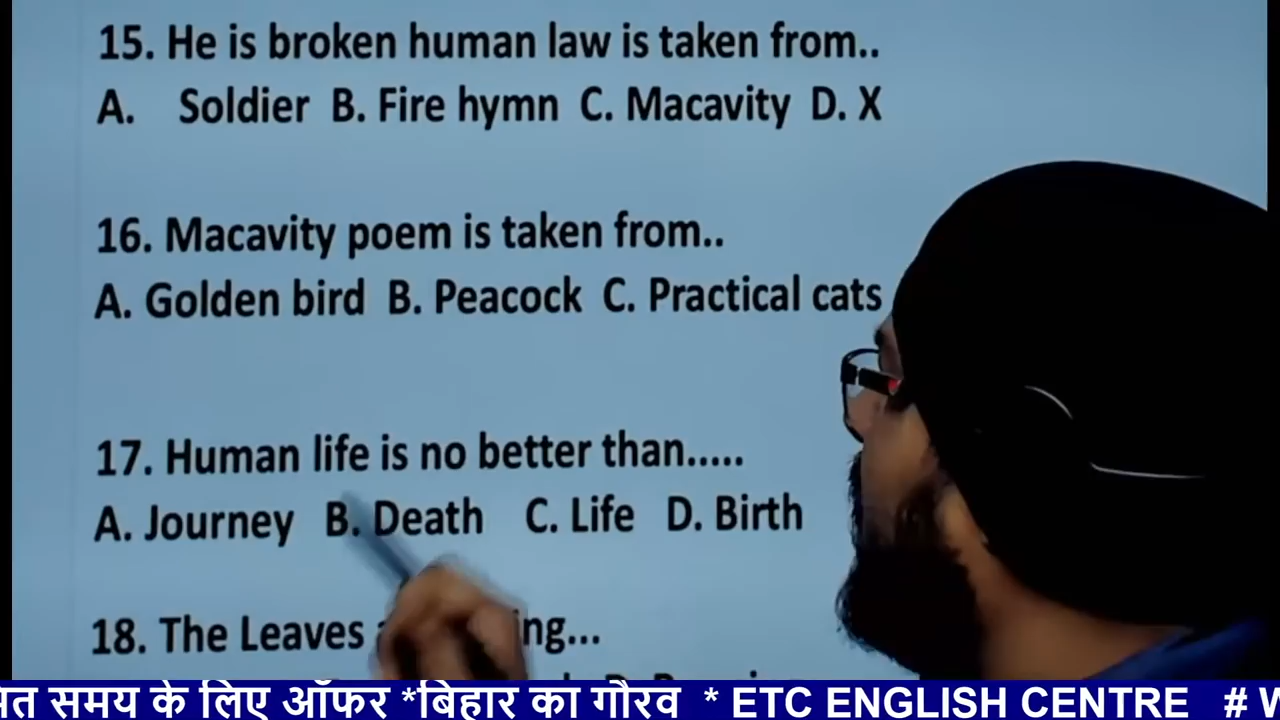 15. He is broken human law is taken from..
A. Soldier B. Fire hymn C. Macavity D. X
16. Macavity poem is taken from..
A. Golden bird B. Peacock C. Practical cats
17. Human life is no better than.....
A. Journey B. Death C. Life D. Birth
18. The Leaves
समय के लिए ऑफर *बिहार का गौरव * ETC ENGLISH CENTRE # W